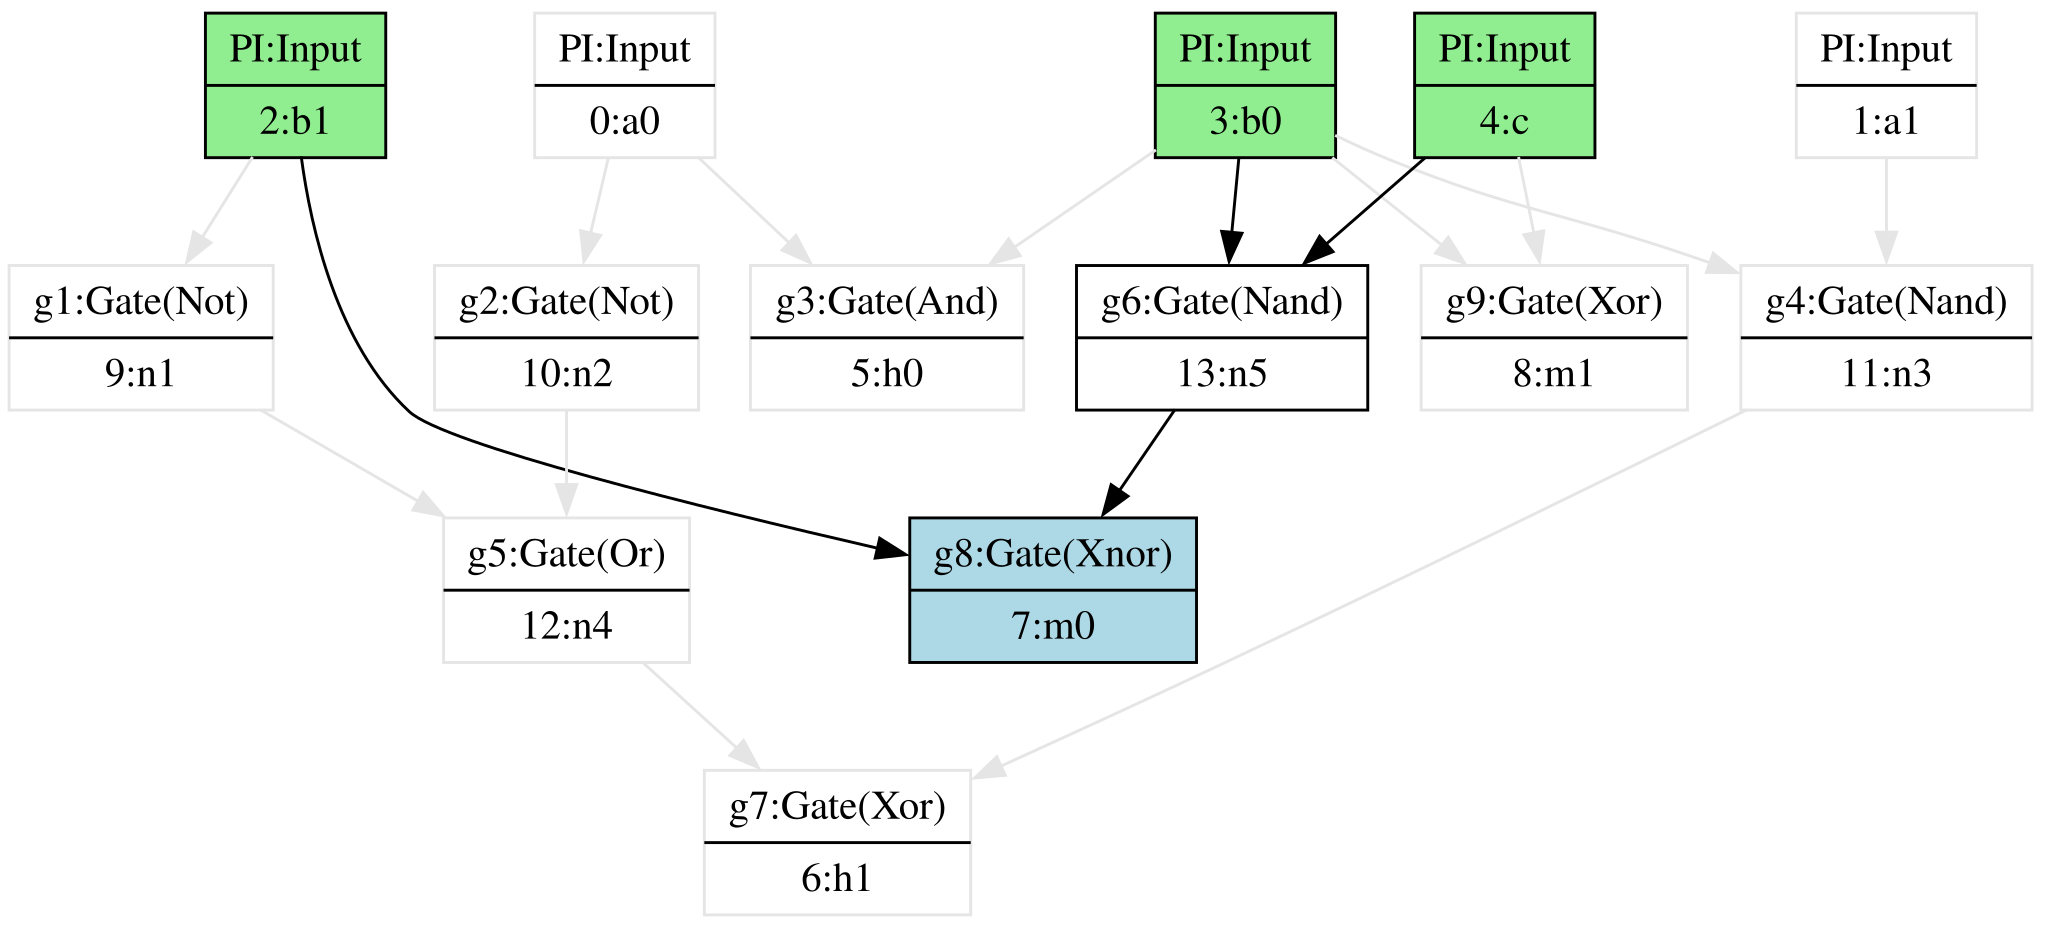 PI:Input
2:b1
PI:Input
0:a0
PI:Input
3:b0
PI:Input
4:c
PI:Input
1:a1
g1:Gate(Not)
9:n1
g2:Gate(Not)
10:n2
g3:Gate(And)
5:h0
g6:Gate(Nand)
13:n5
g9:Gate(Xor)
8:m1
g4:Gate(Nand)
11:n3
g5:Gate(Or)
12:n4
g8:Gate(Xnor)
7:m0
g7:Gate(Xor)
6:h1